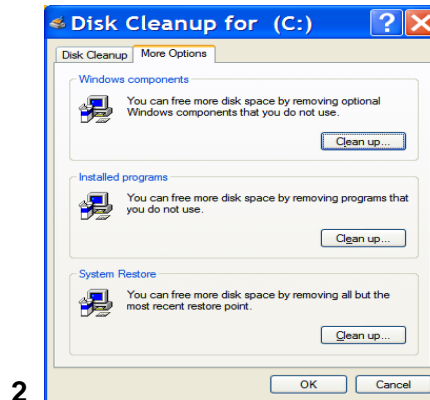 Disk Cleanup for (C:)
Disk Cleanup More Options
Windows components
You can free more disk space by removing optional
Windows components that you do not use.
Clean up...
Installed programs
You can free more disk space by removing programs that
you do not use.
Clean up...
System Restore
You can free more disk space by removing all but the
most recent restore point.
Clean up...
OK Cancel
2